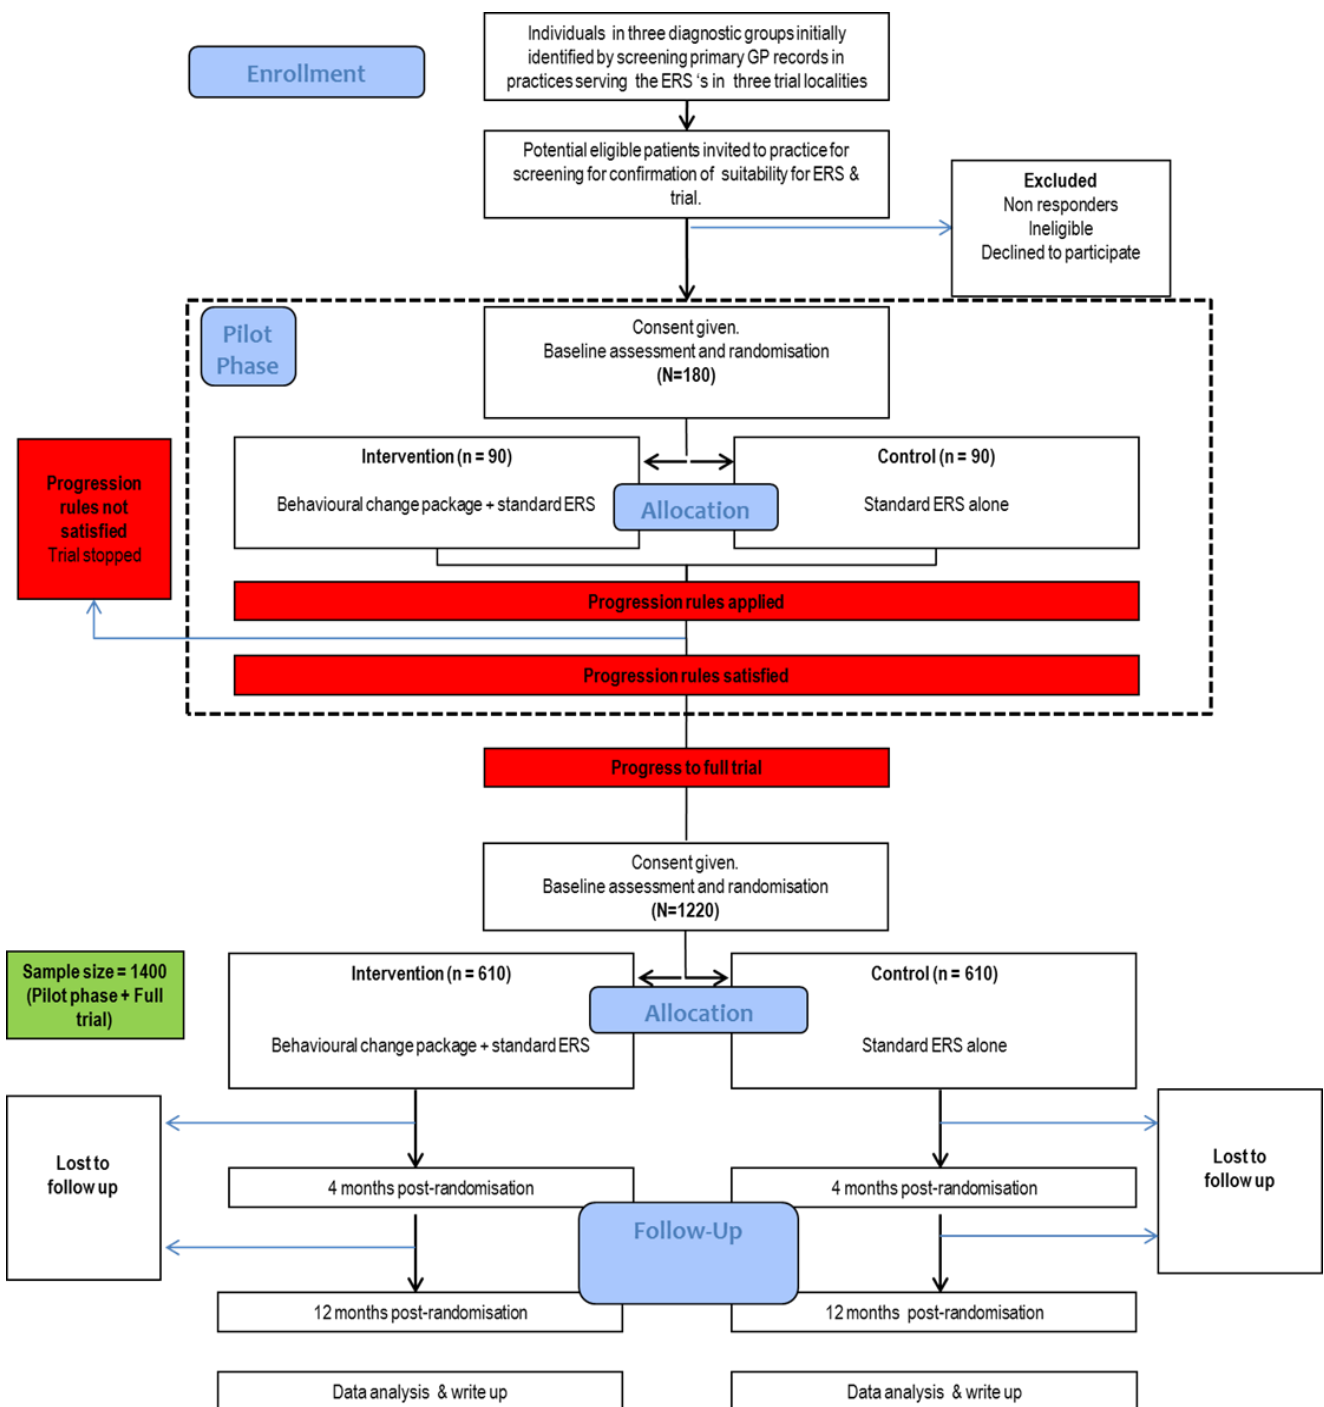 Enrollment
Individuals in three diagnostic groups initially
identified by screening primary GP records in
practices serving the ERS 's in three trial localities
Potential eligible patients invited to practice for
screening for confirmation of suitability for ERS &
trial.
Excluded
Non responders
Ineligible
Declined to participate
Pilot
Phase
Consent given.
Baseline assessment and randomisation
(N=180)
Intervention (n = 90)
Behavioural change package + standard ERS
Control (n = 90)
Standard ERS alone
Allocation
Progression
rules not
satisfied
Trial stopped
Progression rules applied
Progression rules satisfied
Progress to full trial
Consent given.
Baseline assessment and randomisation
(N=1220)
Sample size = 1400
(Pilot phase + Full
trial)
Intervention (n = 610)
Behavioural change package + standard ERS
Control (n = 610)
Standard ERS alone
Allocation
Lost to
follow up
Lost to
follow up
4 months post-randomisation
4 months post-randomisation
Follow-Up
12 months post-randomisation
12 months post-randomisation
Data analysis & write up
Data analysis & write up